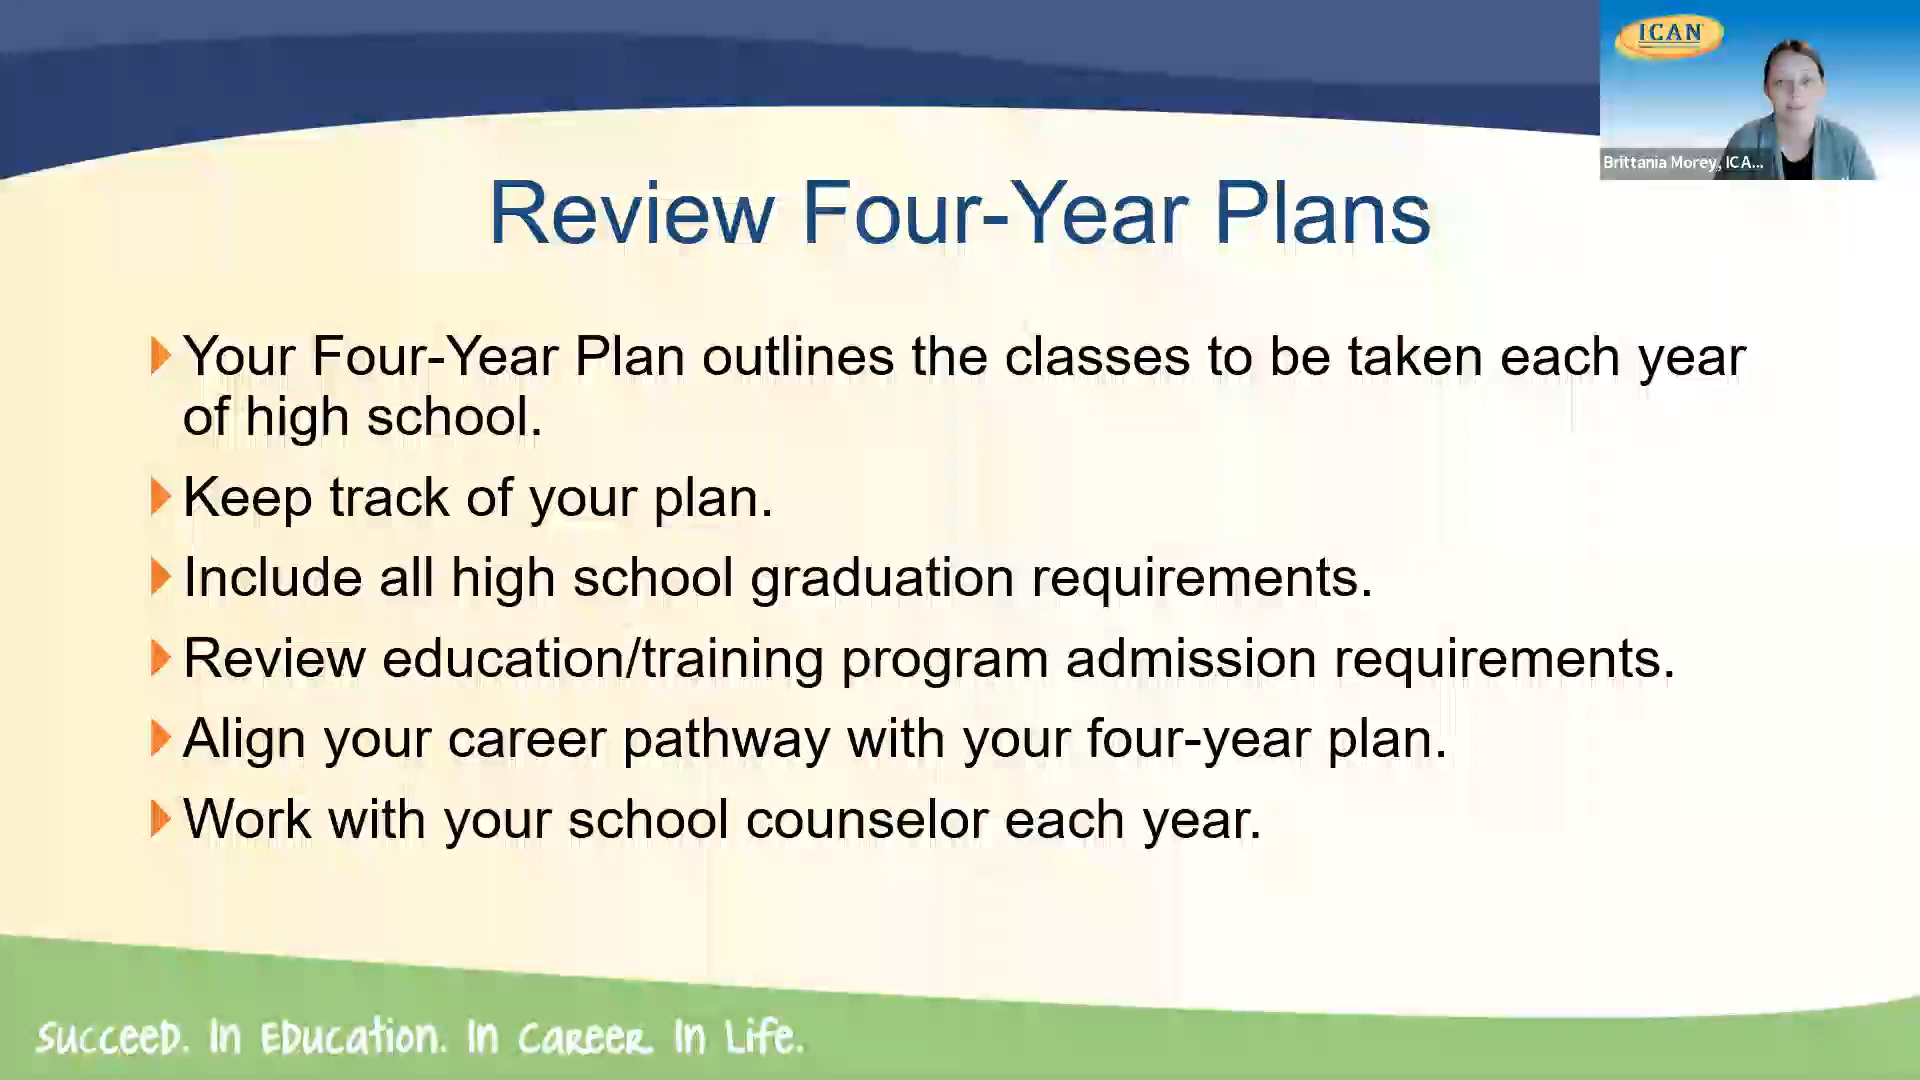 ICAN
Brittania Morey, ICA...
Review Four-Year Plans
Your Four-Year Plan outlines the classes to be taken each year
of high school.
Keep track of your plan.
Include all high school graduation requirements.
Review education/training program admission requirements.
Align your career pathway with your four-year plan.
Work with your school counselor each year.
Succeed. In Education. In Career. In Life.